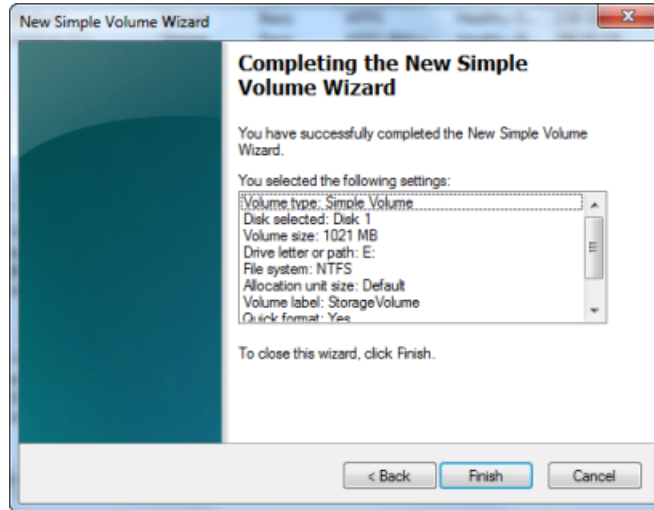 New Simple Volume Wizard
Completing the New Simple
Volume Wizard
You have successfully completed the New Simple Volume
Wizard.
You selected the following settings:
Volume type: Simple Volume
Disk selected: Disk 1
Volume size: 1021 MB
Drive letter or path: E:
File system: NTFS
Allocation unit size: Default
Volume label: StorageVolume
Quick format: Yes
To close this wizard, click Finish.
< Back
Finish
Cancel